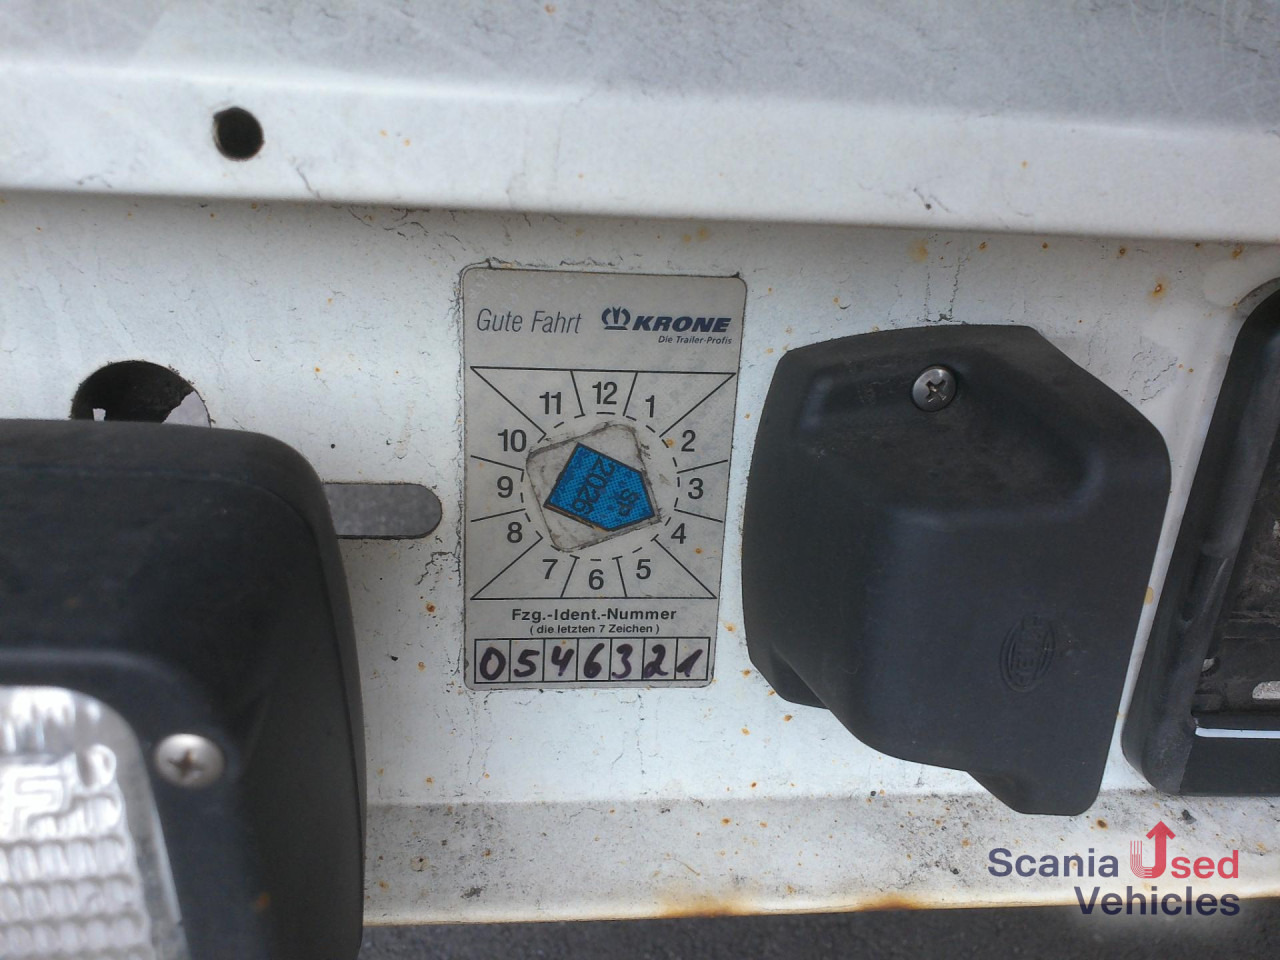 Gute Fahrt KRONE
Die Trailer-Profis
12
11 1
10 2
9 3
8 4
7 5
6
SP
2026
Fzg.-Ident.-Nummer
(die letzten 7 Zeichen)
0546321
Scania Used
Vehicles